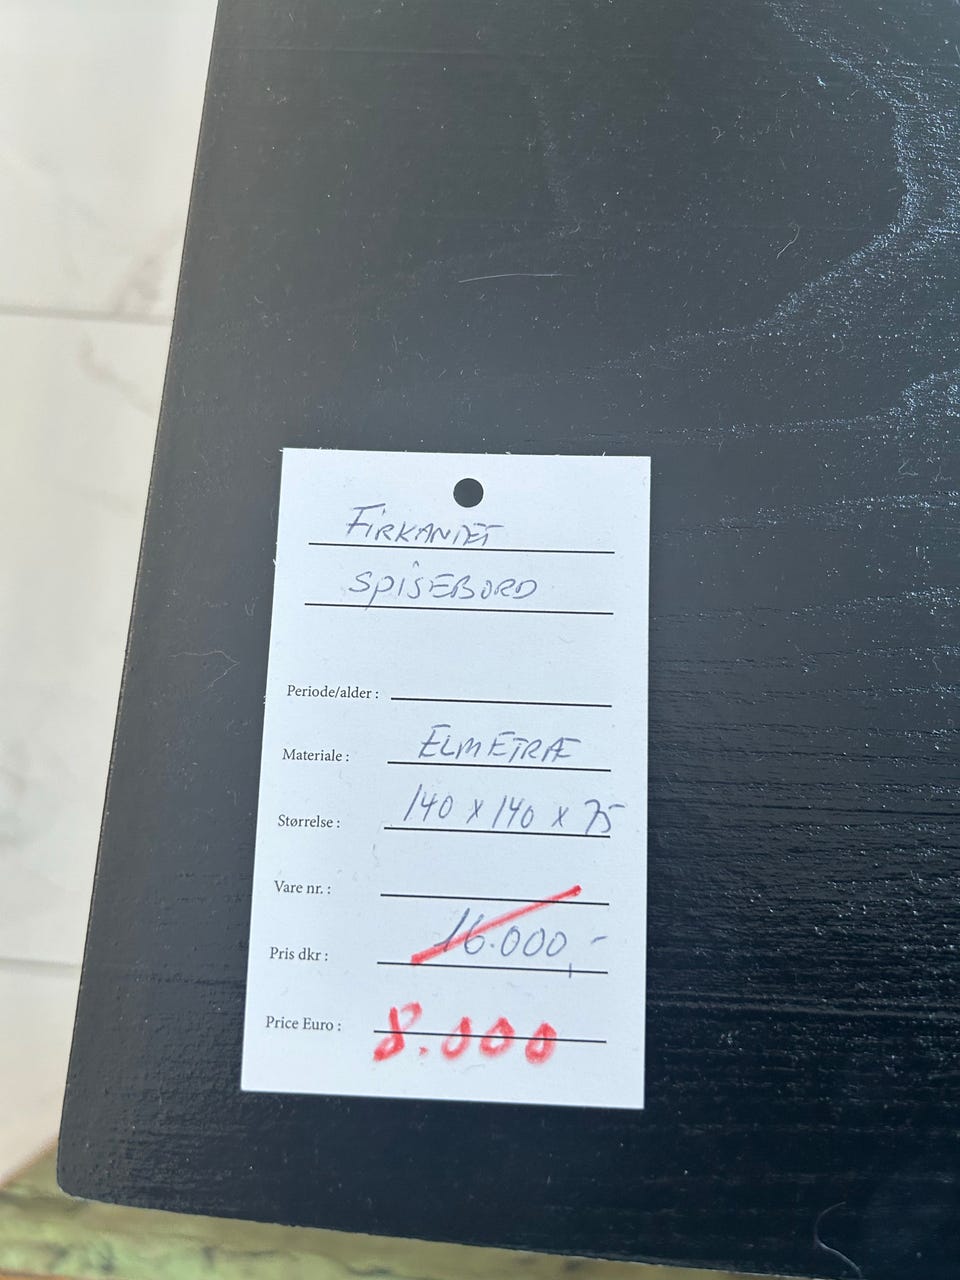 FIRKANTET
SPISEBORD
Periode/alder :
Materiale : ELMETRÆ
Størrelse : 140 x 140 x 75
Vare nr. :
Pris dkr : 16.000,-
Price Euro : 8.000